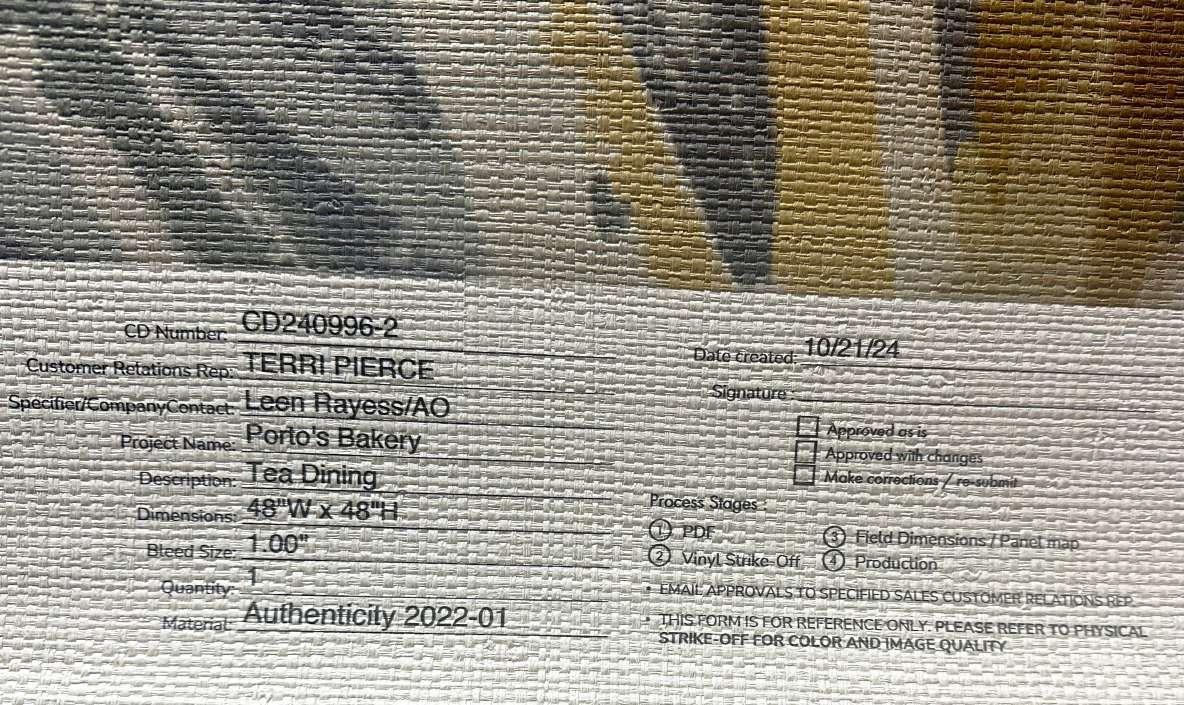 CD Number: CD240996-2
Customer Relations Rep: TERRI PIERCE
Specifier/CompanyContact: Leen Rayess/AO
Project Name: Porto's Bakery
Description: Tea Dining
Dimensions: 48"W x 48"H
Bleed Size: 1.00"
Quantity: 1
Material: Authenticity 2022-01
Date created: 10/21/24
Signature :
Approved as is
Approved with changes
Make corrections / re-submit
Process Stages :
1 PDF
2 Vinyl Strike Off
3 Field Dimensions / Panel map
4 Production
• EMAIL APPROVALS TO SPECIFIED SALES CUSTOMER RELATIONS REP
• THIS FORM IS FOR REFERENCE ONLY. PLEASE REFER TO PHYSICAL
STRIKE-OFF FOR COLOR AND IMAGE QUALITY